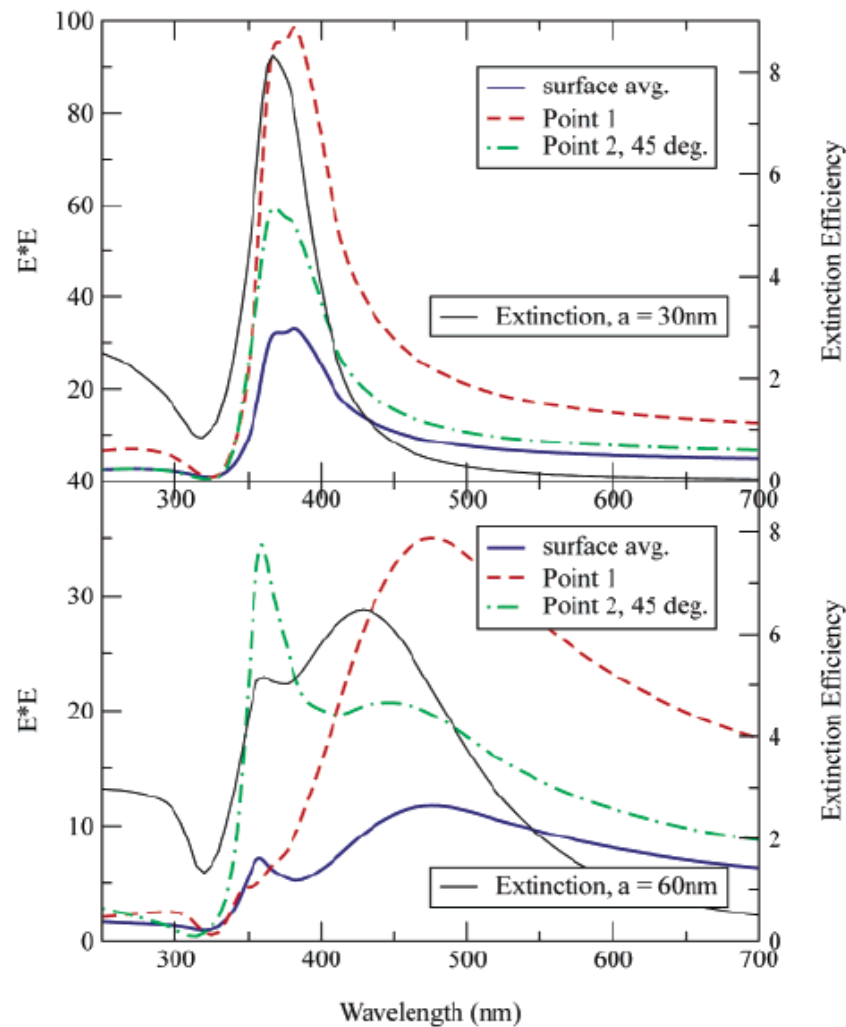 100
80
60
40
20
40
E*E
8
6
4
2
0
Extinction Efficiency
surface avg.
Point 1
Point 2, 45 deg.
Extinction, a = 30nm
300
400
500
600
700
30
20
10
0
E*E
8
6
4
2
0
Extinction Efficiency
surface avg.
Point 1
Point 2, 45 deg.
Extinction, a = 60nm
300
400
500
600
700
Wavelength (nm)